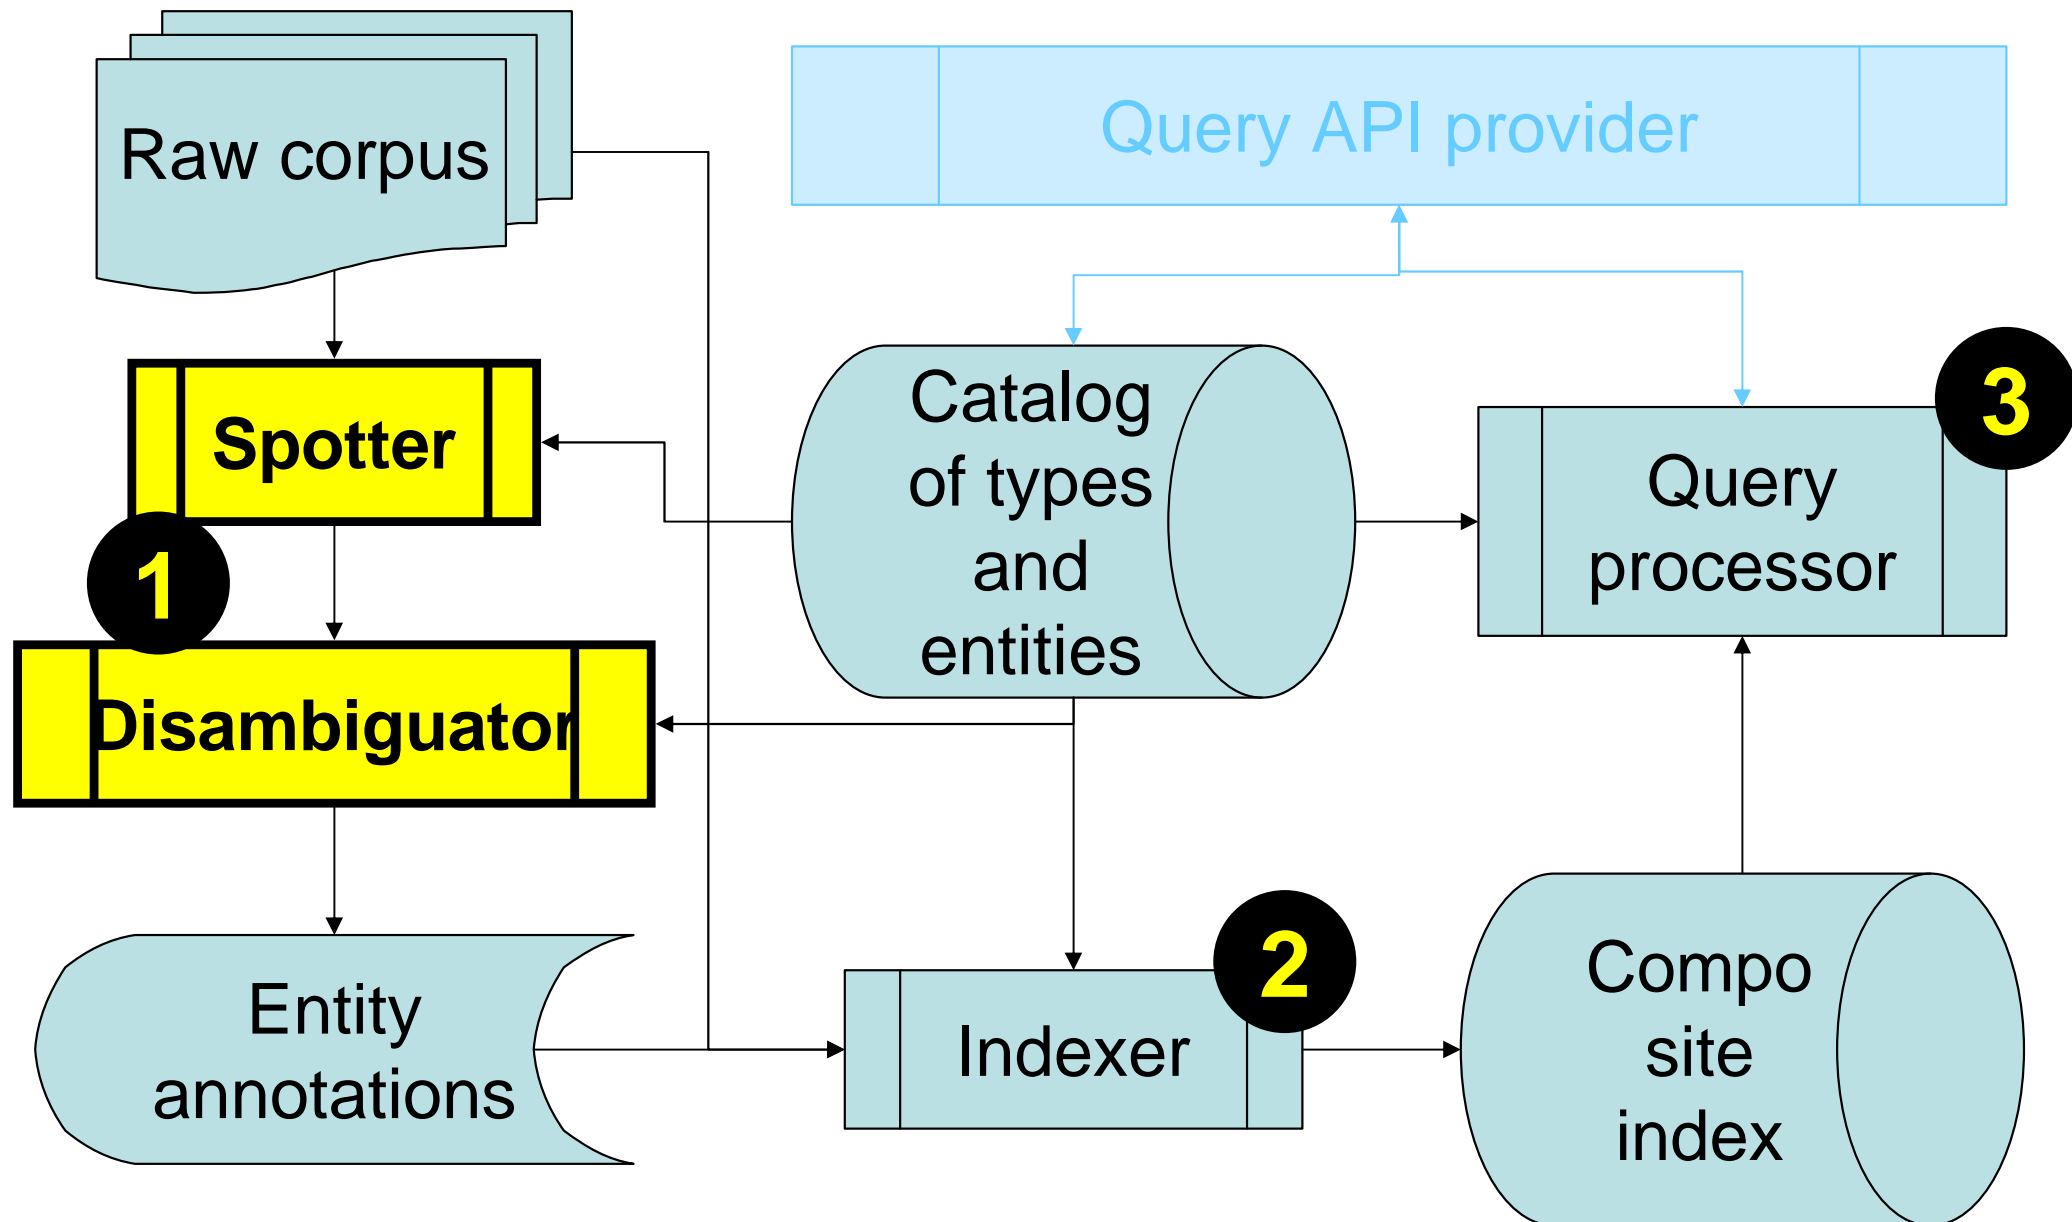 Raw corpus
Query API provider
Spotter
1
Disambiguator
Entity
annotations
Catalog
of types
and
entities
Indexer
2
Query
processor
3
Compo
site
index